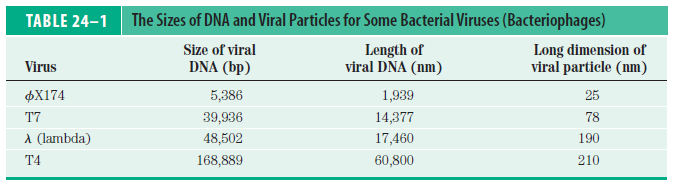 TABLE 24–1 The Sizes of DNA and Viral Particles for Some Bacterial Viruses (Bacteriophages)
Size of viral Length of Long dimension of
Virus DNA (bp) viral DNA (nm) viral particle (nm)
ϕX174 5,386 1,939 25
T7 39,936 14,377 78
λ (lambda) 48,502 17,460 190
T4 168,889 60,800 210